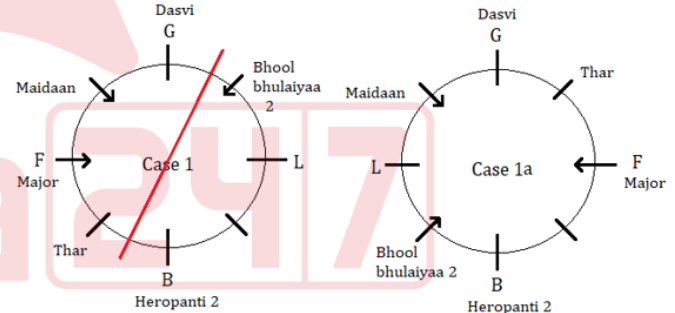 Dasvi
G
Maidaan
Bhool
bhulaiyaa
2
F
Major
Case 1
L
Thar
B
Heropanti 2
Dasvi
G
Maidaan
Thar
L
Case 1a
F
Major
Bhool
bhulaiyaa 2
B
Heropanti 2
a247